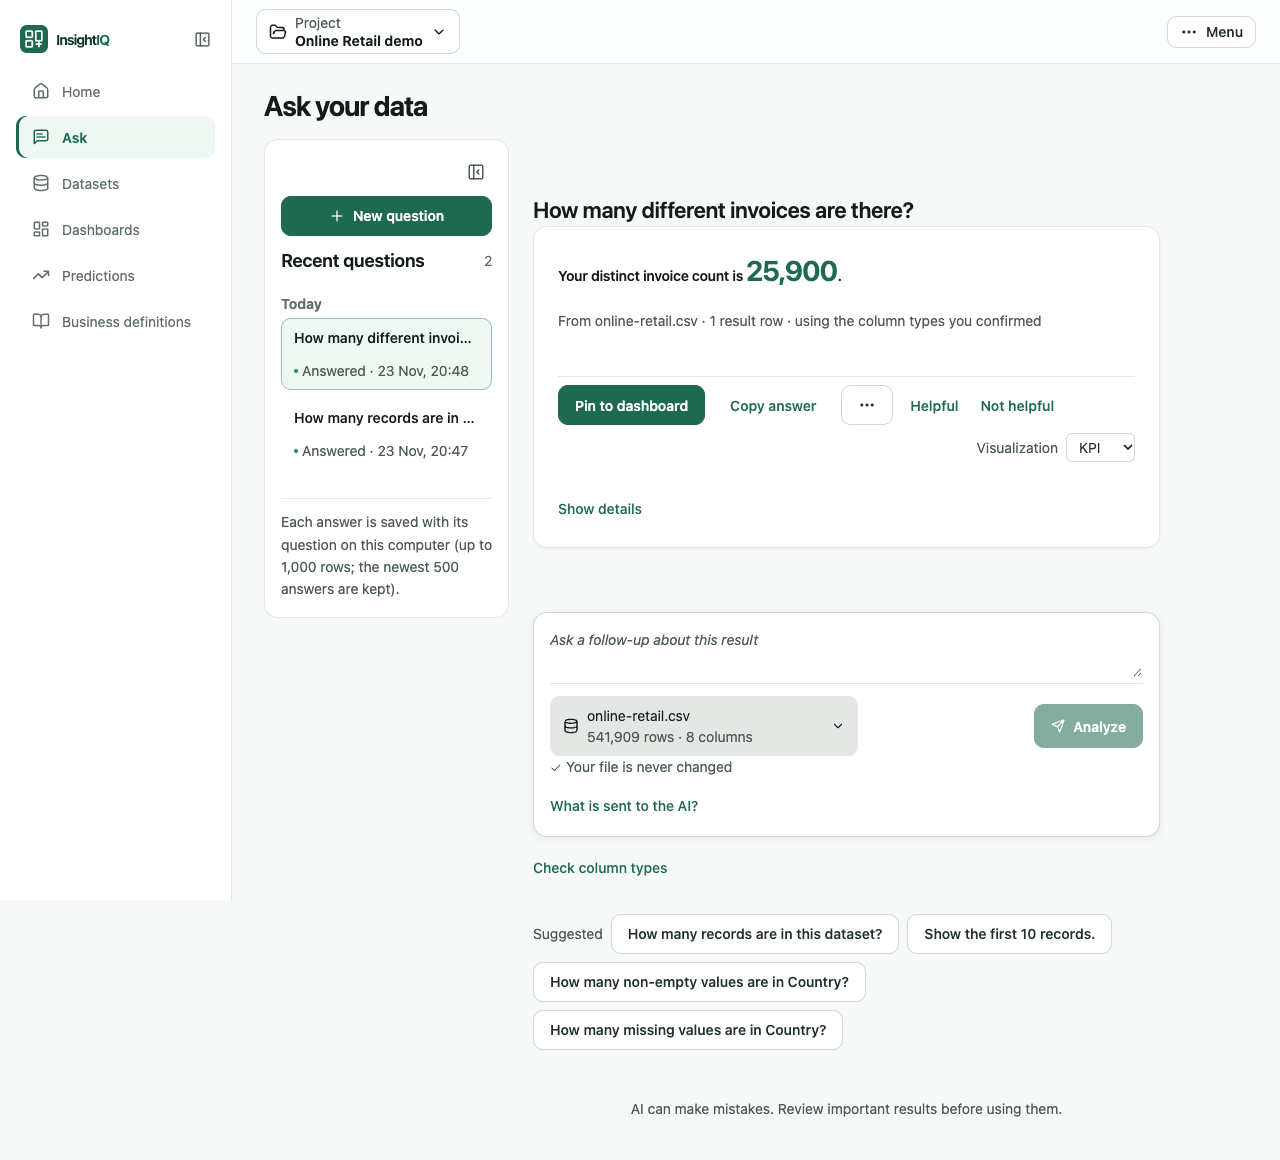 InsightIQ
Home
Ask
Datasets
Dashboards
Predictions
Business definitions
Project
Online Retail demo
Menu
Ask your data
New question
Recent questions
2
Today
How many different invoi...
Answered · 23 Nov, 20:48
How many records are in ...
Answered · 23 Nov, 20:47
Each answer is saved with its
question on this computer (up to
1,000 rows; the newest 500
answers are kept).
How many different invoices are there?
Your distinct invoice count is 25,900.
From online-retail.csv · 1 result row · using the column types you confirmed
Pin to dashboard
Copy answer
Helpful
Not helpful
Visualization
KPI
Show details
Ask a follow-up about this result
online-retail.csv
541,909 rows · 8 columns
Analyze
Your file is never changed
What is sent to the AI?
Check column types
Suggested
How many records are in this dataset?
Show the first 10 records.
How many non-empty values are in Country?
How many missing values are in Country?
AI can make mistakes. Review important results before using them.